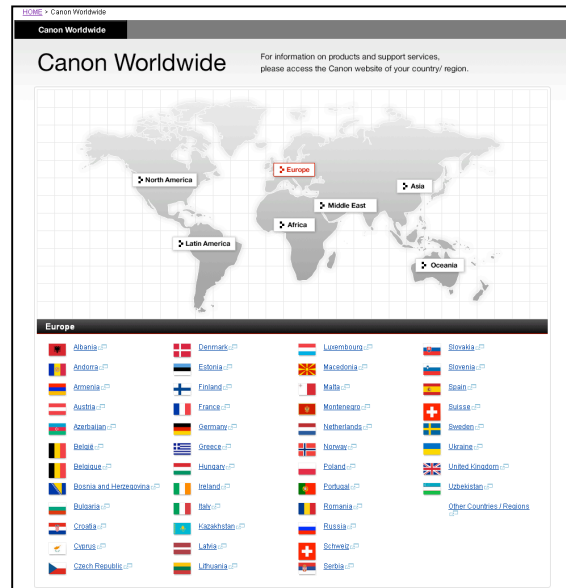 HOME > Canon Worldwide
Canon Worldwide
Canon Worldwide
For information on products and support services,
please access the Canon website of your country/ region.
North America
Europe
Asia
Middle East
Africa
Latin America
Oceania
Europe
Albania
Andorra
Armenia
Austria
Azerbaijan
België
Belgique
Bosnia and Herzegovina
Bulgaria
Croatia
Cyprus
Czech Republic
Denmark
Estonia
Finland
France
Germany
Greece
Hungary
Ireland
Italy
Kazakhstan
Latvia
Lithuania
Luxembourg
Macedonia
Malta
Montenegro
Netherlands
Norway
Poland
Portugal
Romania
Russia
Schweiz
Serbia
Slovakia
Slovenia
Spain
Suisse
Sweden
Ukraine
United Kingdom
Uzbekistan
Other Countries / Regions